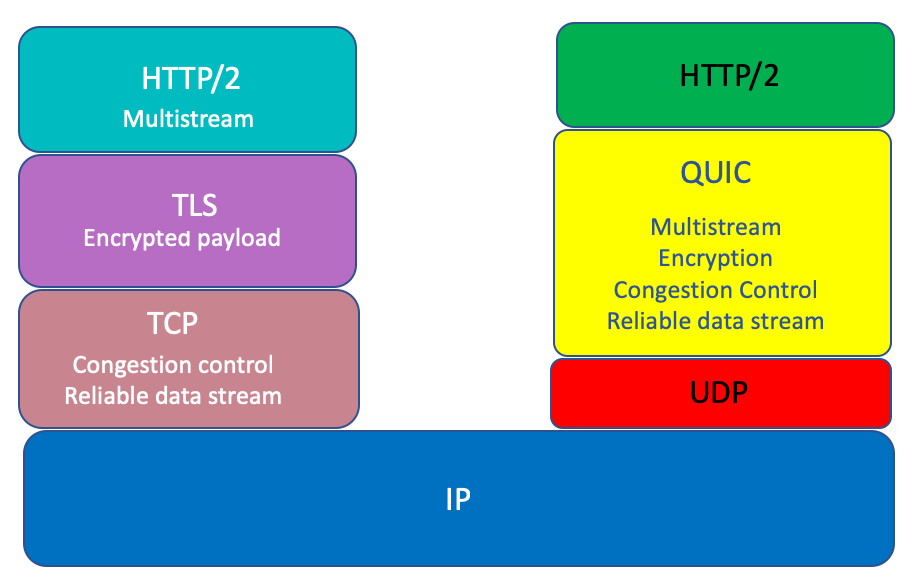 HTTP/2
Multistream
TLS
Encrypted payload
TCP
Congestion control
Reliable data stream
HTTP/2
QUIC
Multistream
Encryption
Congestion Control
Reliable data stream
UDP
IP